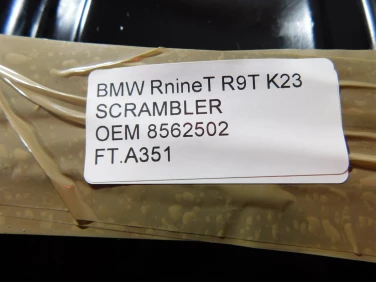 BMW RnineT R9T K23
SCRAMBLER
OEM 8562502
FT.A351